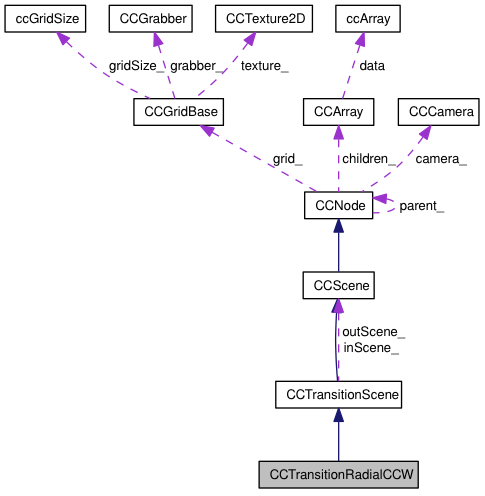 ccGridSize
CCGrabber
CCTexture2D
ccArray
gridSize_
grabber_
texture_
data
CCGridBase
CCArray
CCCamera
grid_
children_
camera_
CCNode
parent_
CCScene
outScene_
inScene_
CCTransitionScene
CCTransitionRadialCCW